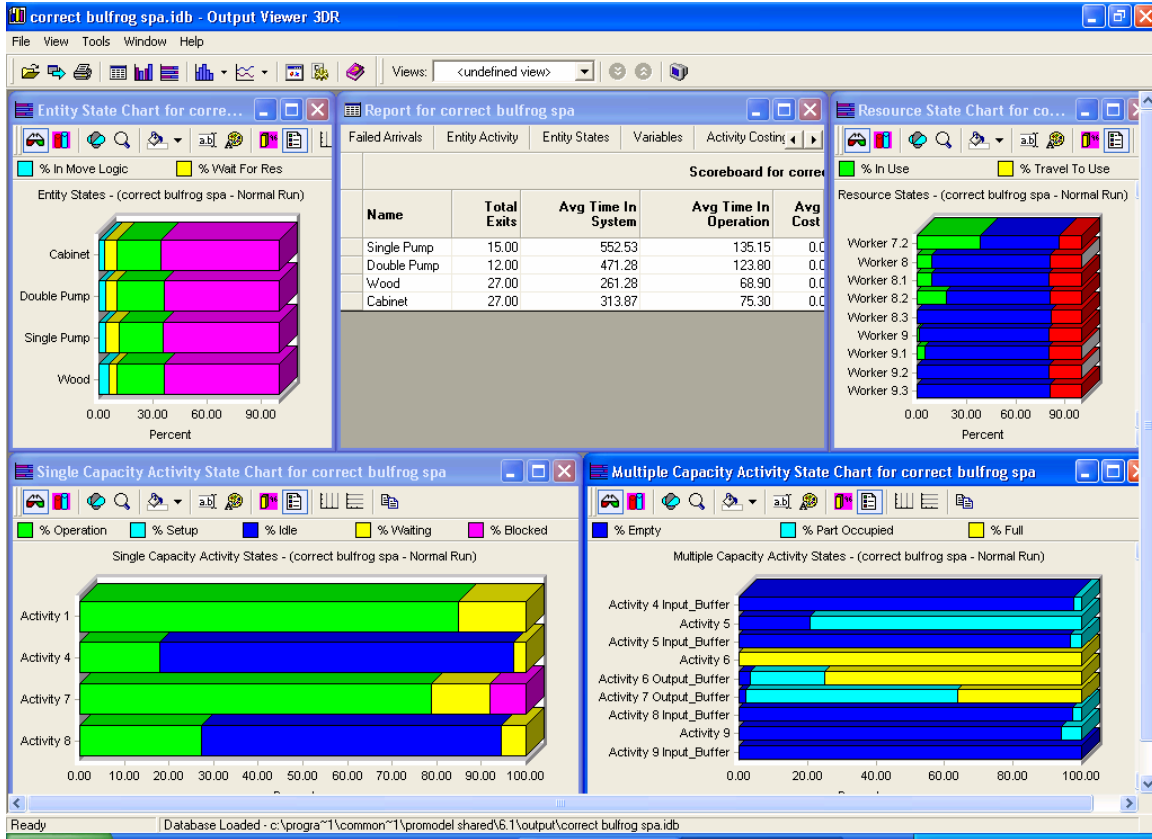 correct bulfrog spa.idb - Output Viewer 3DR
File View Tools Window Help
Views: <undefined view>
Entity State Chart for corre...
% In Move Logic % Wait For Res
Entity States - (correct bulfrog spa - Normal Run)
Cabinet
Double Pump
Single Pump
Wood
0.00 30.00 60.00 90.00
Percent
Report for correct bulfrog spa
Failed Arrivals Entity Activity Entity States Variables Activity Costing
Scoreboard for corre
Name Total Exits Avg Time In System Avg Time In Operation Avg Cost
Single Pump 15.00 552.53 135.15 0.0
Double Pump 12.00 471.28 123.80 0.0
Wood 27.00 261.28 68.90 0.0
Cabinet 27.00 313.87 75.30 0.0
Resource State Chart for co...
% In Use % Travel To Use
Resource States - (correct bulfrog spa - Normal Run)
Worker 7.2
Worker 8
Worker 8.1
Worker 8.2
Worker 8.3
Worker 9
Worker 9.1
Worker 9.2
Worker 9.3
0.00 30.00 60.00 90.00
Percent
Single Capacity Activity State Chart for correct bulfrog spa
% Operation % Setup % Idle % Waiting % Blocked
Single Capacity Activity States - (correct bulfrog spa - Normal Run)
Activity 1
Activity 4
Activity 7
Activity 8
0.00 10.00 20.00 30.00 40.00 50.00 60.00 70.00 80.00 90.00 100.00
Multiple Capacity Activity State Chart for correct bulfrog spa
% Empty % Part Occupied % Full
Multiple Capacity Activity States - (correct bulfrog spa - Normal Run)
Activity 4 Input_Buffer
Activity 5
Activity 5 Input_Buffer
Activity 6
Activity 6 Output_Buffer
Activity 7 Output_Buffer
Activity 8 Input_Buffer
Activity 9
Activity 9 Input_Buffer
0.00 20.00 40.00 60.00 80.00 100.00
Ready Database Loaded - c:\progra~1\common~1\promodel shared\6.1\output\correct bulfrog spa.idb